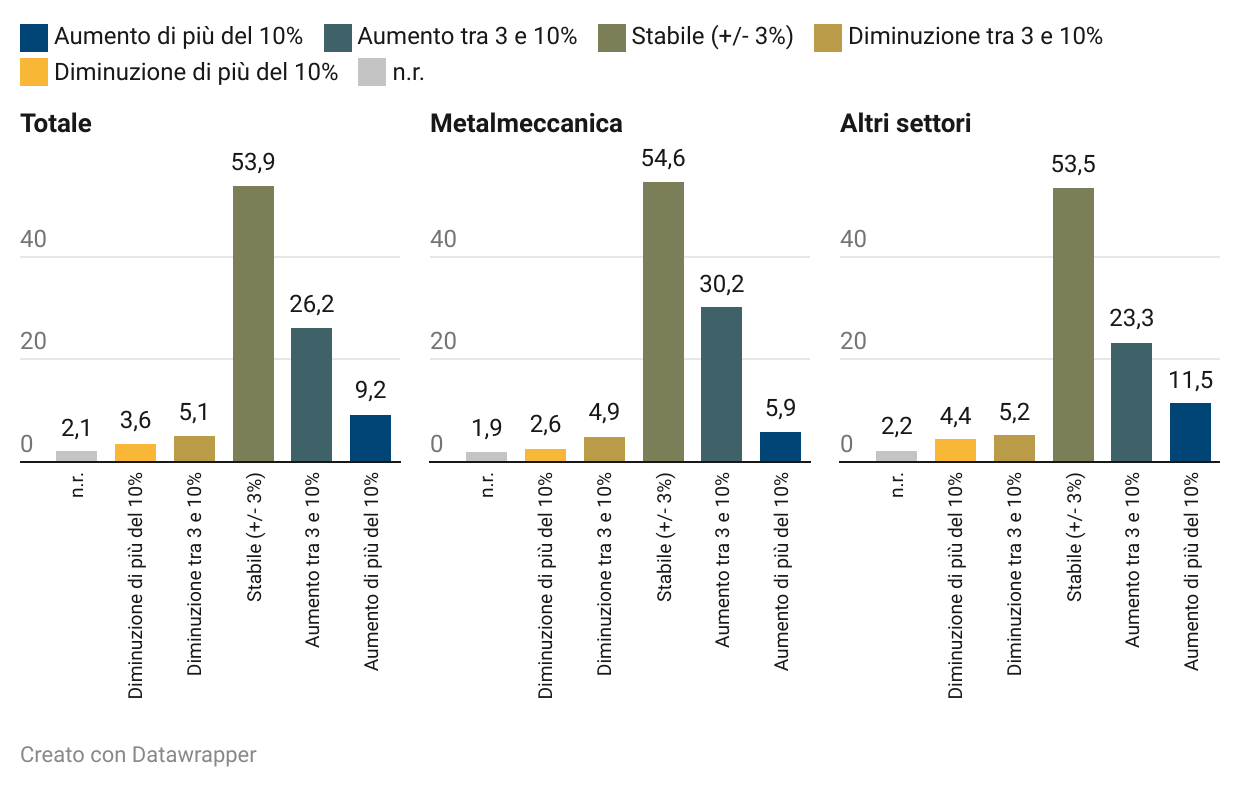 Aumento di più del 10% Aumento tra 3 e 10% Stabile (+/- 3%) Diminuzione tra 3 e 10%
Diminuzione di più del 10% n.r.
Totale
53,9
40
26,2
20
9,2
5,1
3,6
2,1
0
n.r.
Diminuzione di più del 10%
Diminuzione tra 3 e 10%
Stabile (+/- 3%)
Aumento tra 3 e 10%
Aumento di più del 10%
Metalmeccanica
54,6
40
30,2
20
5,9
4,9
2,6
1,9
0
n.r.
Diminuzione di più del 10%
Diminuzione tra 3 e 10%
Stabile (+/- 3%)
Aumento tra 3 e 10%
Aumento di più del 10%
Altri settori
53,5
40
23,3
20
11,5
5,2
4,4
2,2
0
n.r.
Diminuzione di più del 10%
Diminuzione tra 3 e 10%
Stabile (+/- 3%)
Aumento tra 3 e 10%
Aumento di più del 10%
Creato con Datawrapper